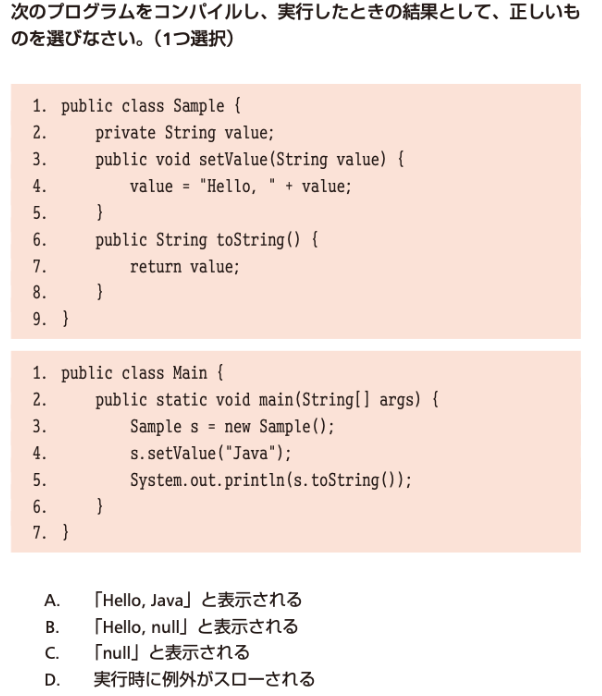 次のプログラムをコンパイルし、実行したときの結果として、正しいも
のを選びなさい。（1つ選択）
1. public class Sample {
2.     private String value;
3.     public void setValue(String value) {
4.         value = "Hello, " + value;
5.     }
6.     public String toString() {
7.         return value;
8.     }
9. }
1. public class Main {
2.     public static void main(String[] args) {
3.         Sample s = new Sample();
4.         s.setValue("Java");
5.         System.out.println(s.toString());
6.     }
7. }
A. 「Hello, Java」と表示される
B. 「Hello, null」と表示される
C. 「null」と表示される
D. 実行時に例外がスローされる